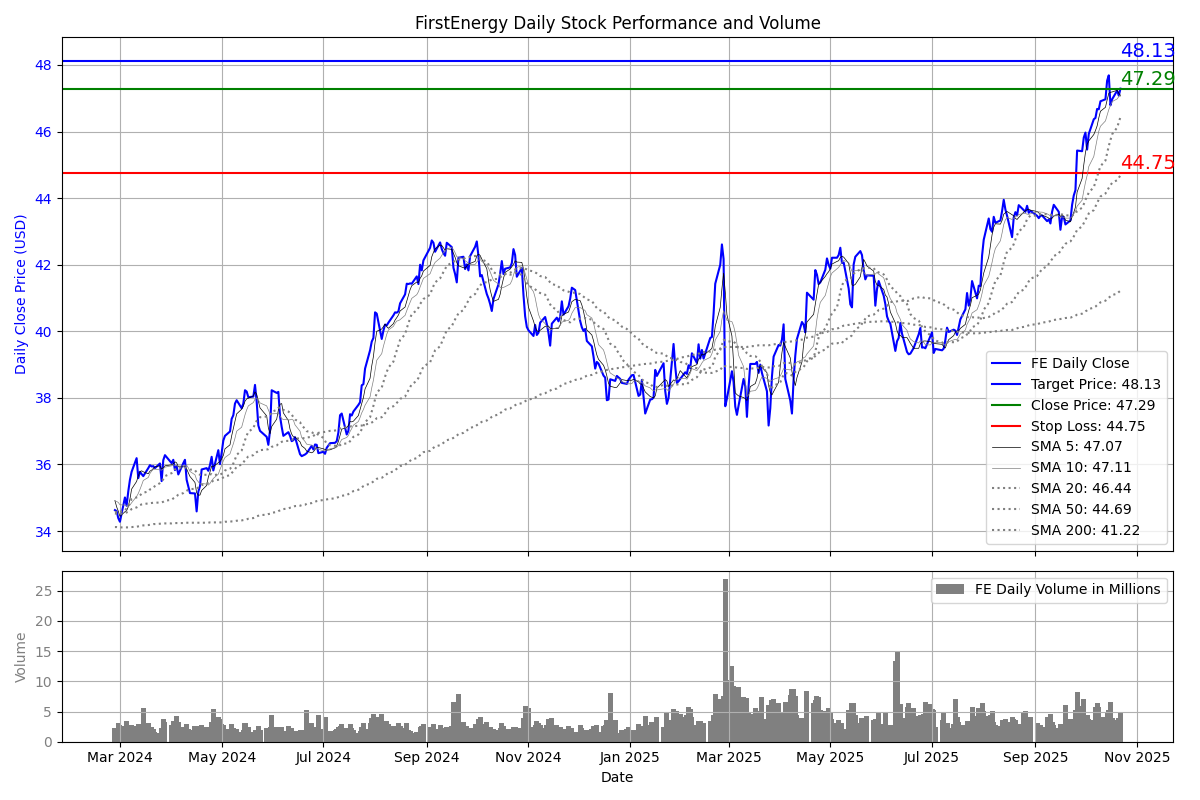 FirstEnergy Daily Stock Performance and Volume
48.13
47.29
44.75
48
46
44
42
40
38
36
34
Daily Close Price (USD)
FE Daily Close
Target Price: 48.13
Close Price: 47.29
Stop Loss: 44.75
SMA 5: 47.07
SMA 10: 47.11
SMA 20: 46.44
SMA 50: 44.69
SMA 200: 41.22
FE Daily Volume in Millions
25
20
15
10
5
0
Volume
Mar 2024
May 2024
Jul 2024
Sep 2024
Nov 2024
Jan 2025
Mar 2025
May 2025
Jul 2025
Sep 2025
Nov 2025
Date